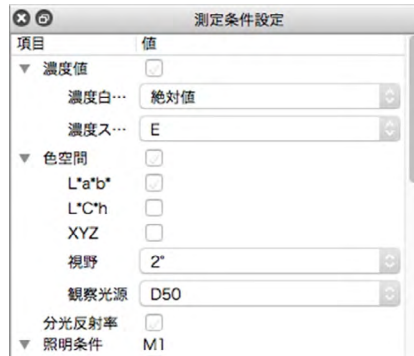 測定条件設定
項目 値
濃度値
濃度白… 絶対値
濃度ス… E
色空間
L*a*b*
L*C*h
XYZ
視野 2°
観察光源 D50
分光反射率
照明条件 M1